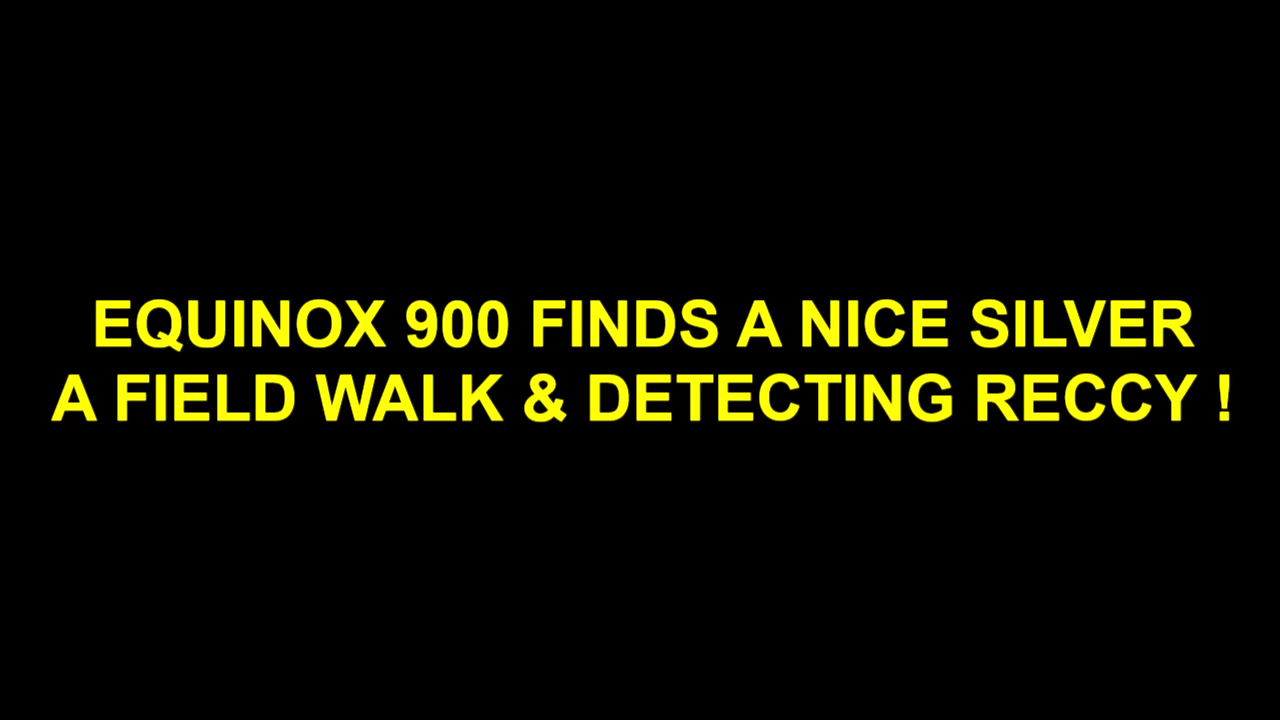 EQUINOX 900 FINDS A NICE SILVER
A FIELD WALK & DETECTING RECCY !